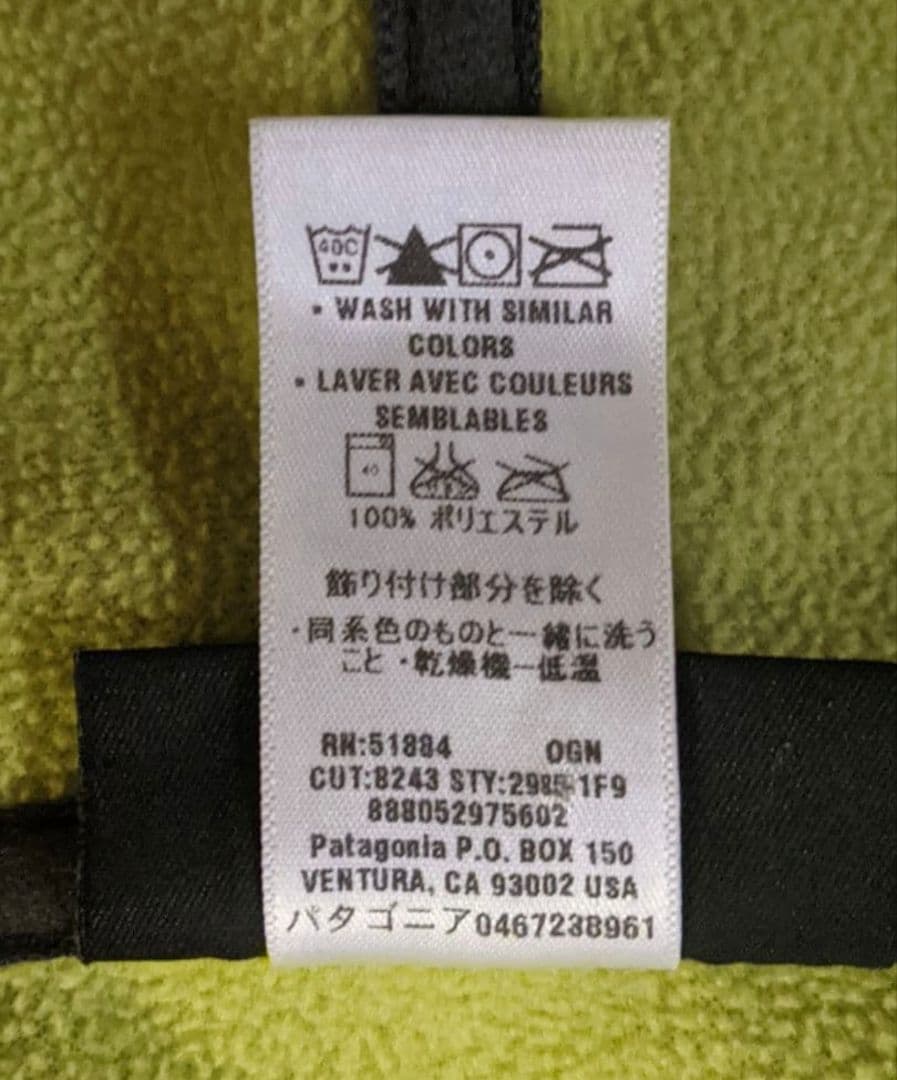 40C
• WASH WITH SIMILAR
COLORS
• LAVER AVEC COULEURS
SEMBLABLES
40
100% ポリエステル
飾り付け部分を除く
・同系色のものと一緒に洗う
こと・乾燥機ー低温
RN:51884 OGN
CUT:8243 STY:29851F9
888052975602
Patagonia P.O. BOX 150
VENTURA, CA 93002 USA
パタゴニア0467238961